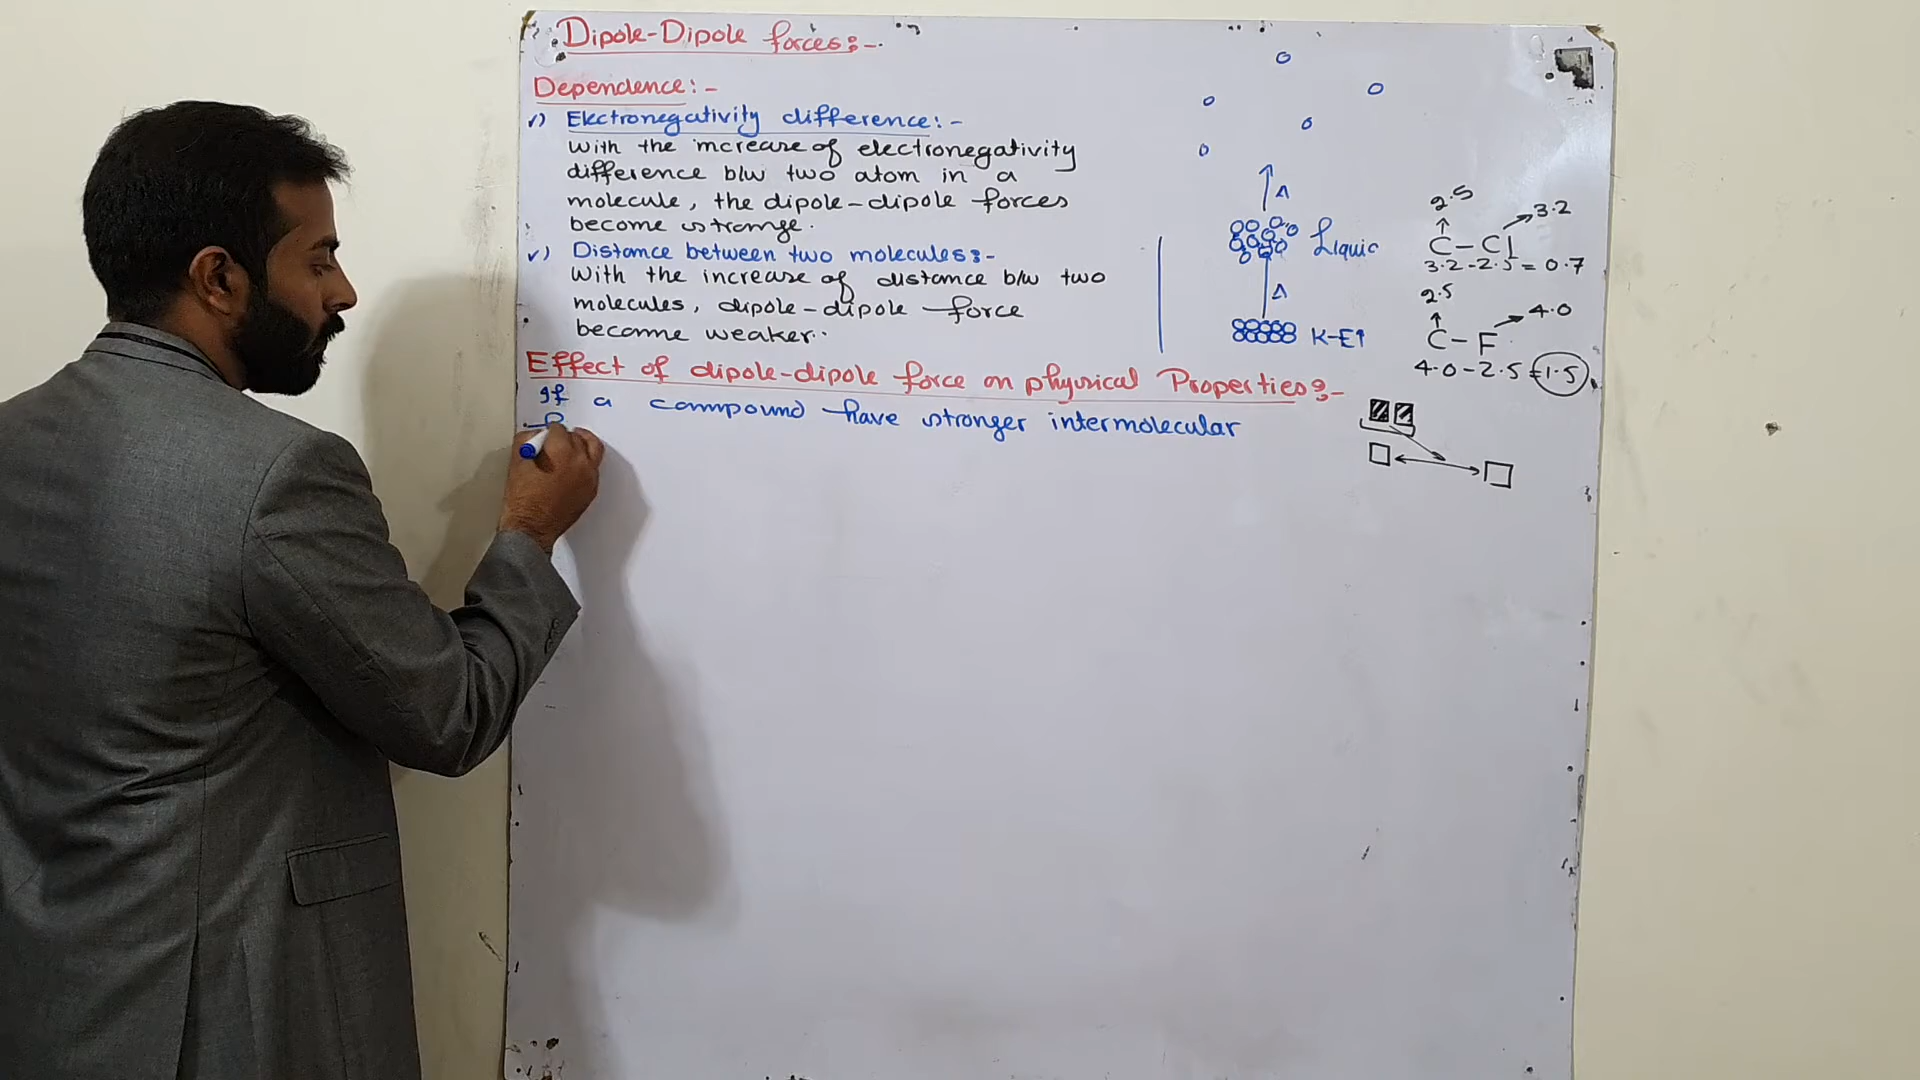 Dipole-Dipole forces:-
Dependence:-
Electronegativity difference:-
With the increase of electronegativity
difference b/w two atom in a
molecule, the dipole-dipole forces
become stronge.
Distance between two molecules:-
With the increase of distance b/w two
molecules, dipole-dipole force
become weaker.
Effect of dipole-dipole force on physical Properties:-
If a compound have stronger intermolecular
Δ
Liquid
Δ
K-E↑
2.5
C-Cl → 3.2
3.2-2.5 = 0.7
2.5
C-F → 4.0
4.0-2.5 = 1.5